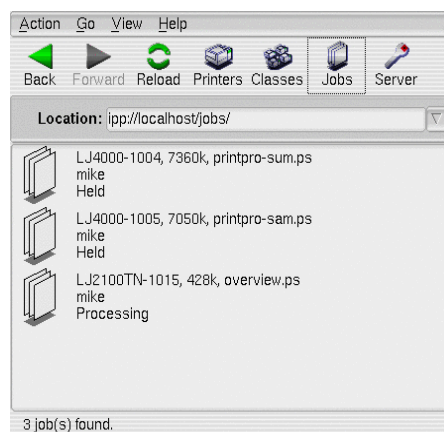 Action Go View Help
Back Forward Reload Printers Classes Jobs Server
Location: ipp://localhost/jobs/
LJ4000-1004, 7360k, printpro-sum.ps
mike
Held
LJ4000-1005, 7050k, printpro-sam.ps
mike
Held
LJ2100TN-1015, 428k, overview.ps
mike
Processing
3 job(s) found.